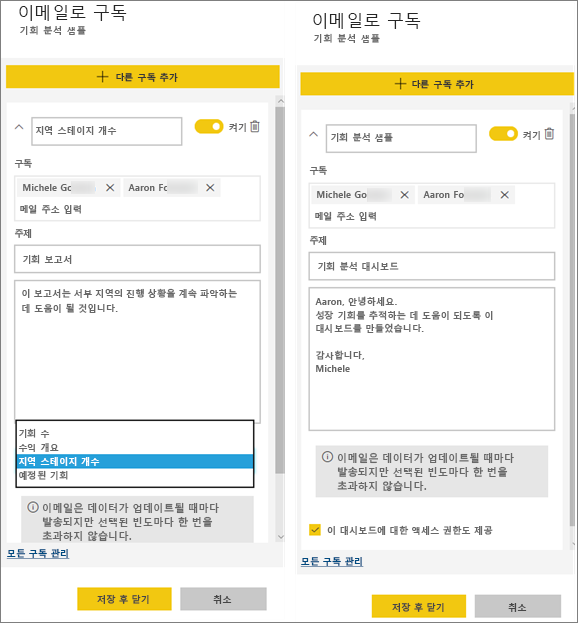 이메일로 구독
기회 분석 샘플
+ 다른 구독 추가
지역 스테이지 개수
켜기
구독
Michele Go
Aaron Fo
메일 주소 입력
주제
기회 보고서
이 보고서는 서부 지역의 진행 상황을 계속 파악하는
데 도움이 될 것입니다.
기회 수
수익 개요
지역 스테이지 개수
예정된 기회
이메일은 데이터가 업데이트될 때마다
발송되지만 선택된 빈도마다 한 번을
초과하지 않습니다.
모든 구독 관리
저장 후 닫기
취소
이메일로 구독
기회 분석 샘플
+ 다른 구독 추가
기회 분석 샘플
켜기
구독
Michele Go
Aaron Fo
메일 주소 입력
주제
기회 분석 대시보드
Aaron, 안녕하세요.
성장 기회를 추적하는 데 도움이 되도록 이
대시보드를 만들었습니다.
감사합니다,
Michele
이메일은 데이터가 업데이트될 때마다
발송되지만 선택된 빈도마다 한 번을
초과하지 않습니다.
이 대시보드에 대한 액세스 권한도 제공
모든 구독 관리
저장 후 닫기
취소